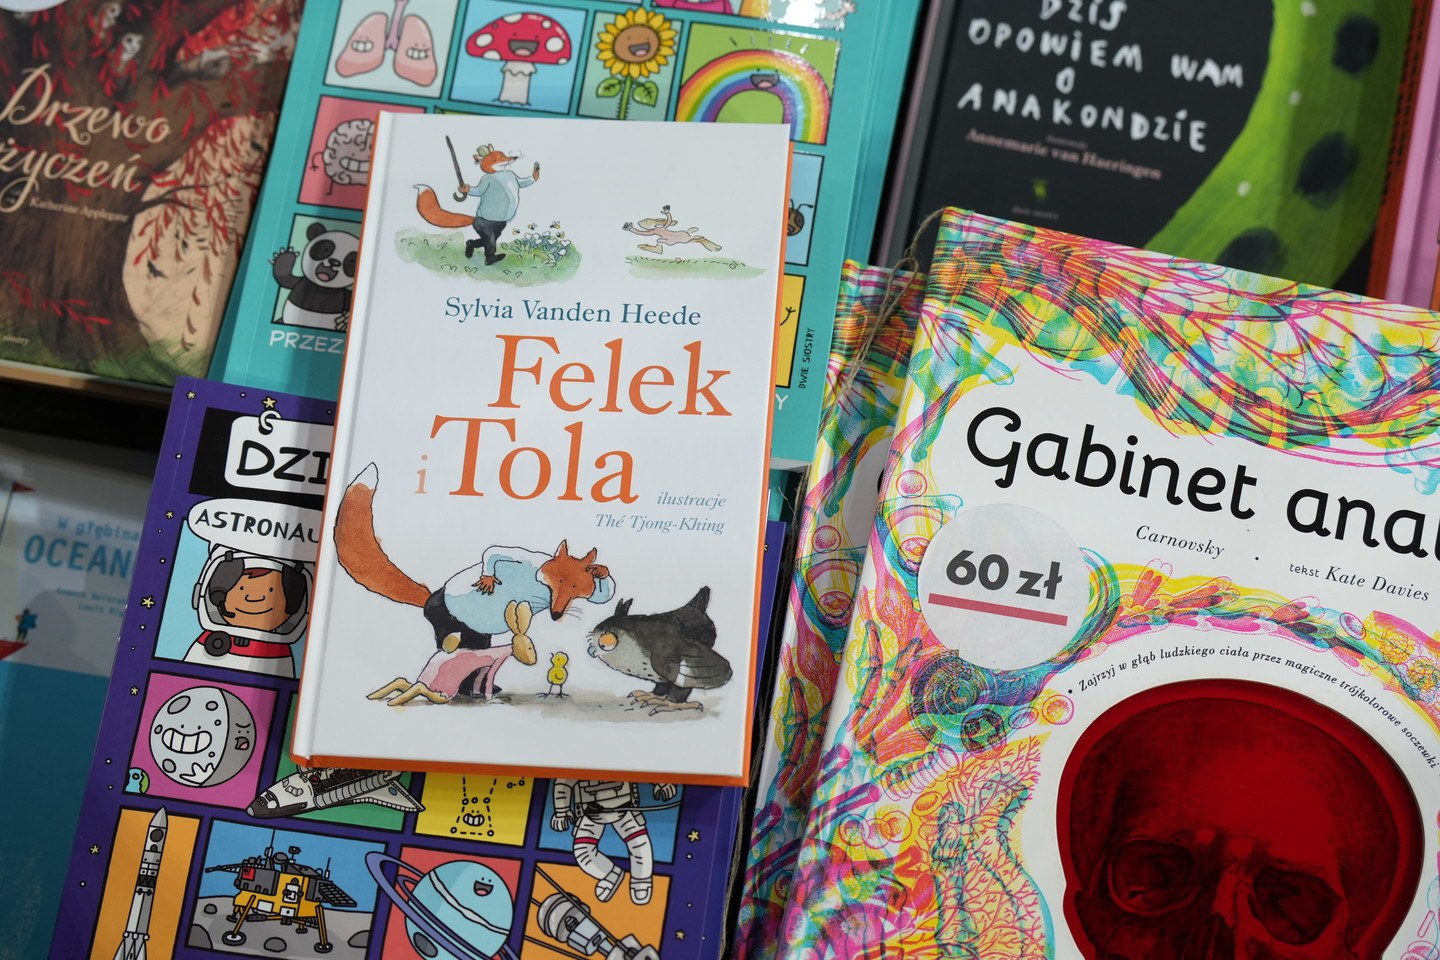 Drzewo
życzeń
Katherine Applegate
PRZEZ
DWIE SIOSTRY
Y
DZIŚ
OPOWIEM WAM
O
ANAKONDZIE
Annemarie van Haeringen
Sylvia Vanden Heede
Felek
i Tola
ilustracje
Thé Tjong-Khing
DZI
ASTRONAU
W głębina
OCEAN
Gabinet anal
Carnovsky · tekst Kate Davies
60 zł
• Zajrzyj w głąb ludzkiego ciała przez magiczne trójkolorowe soczewki